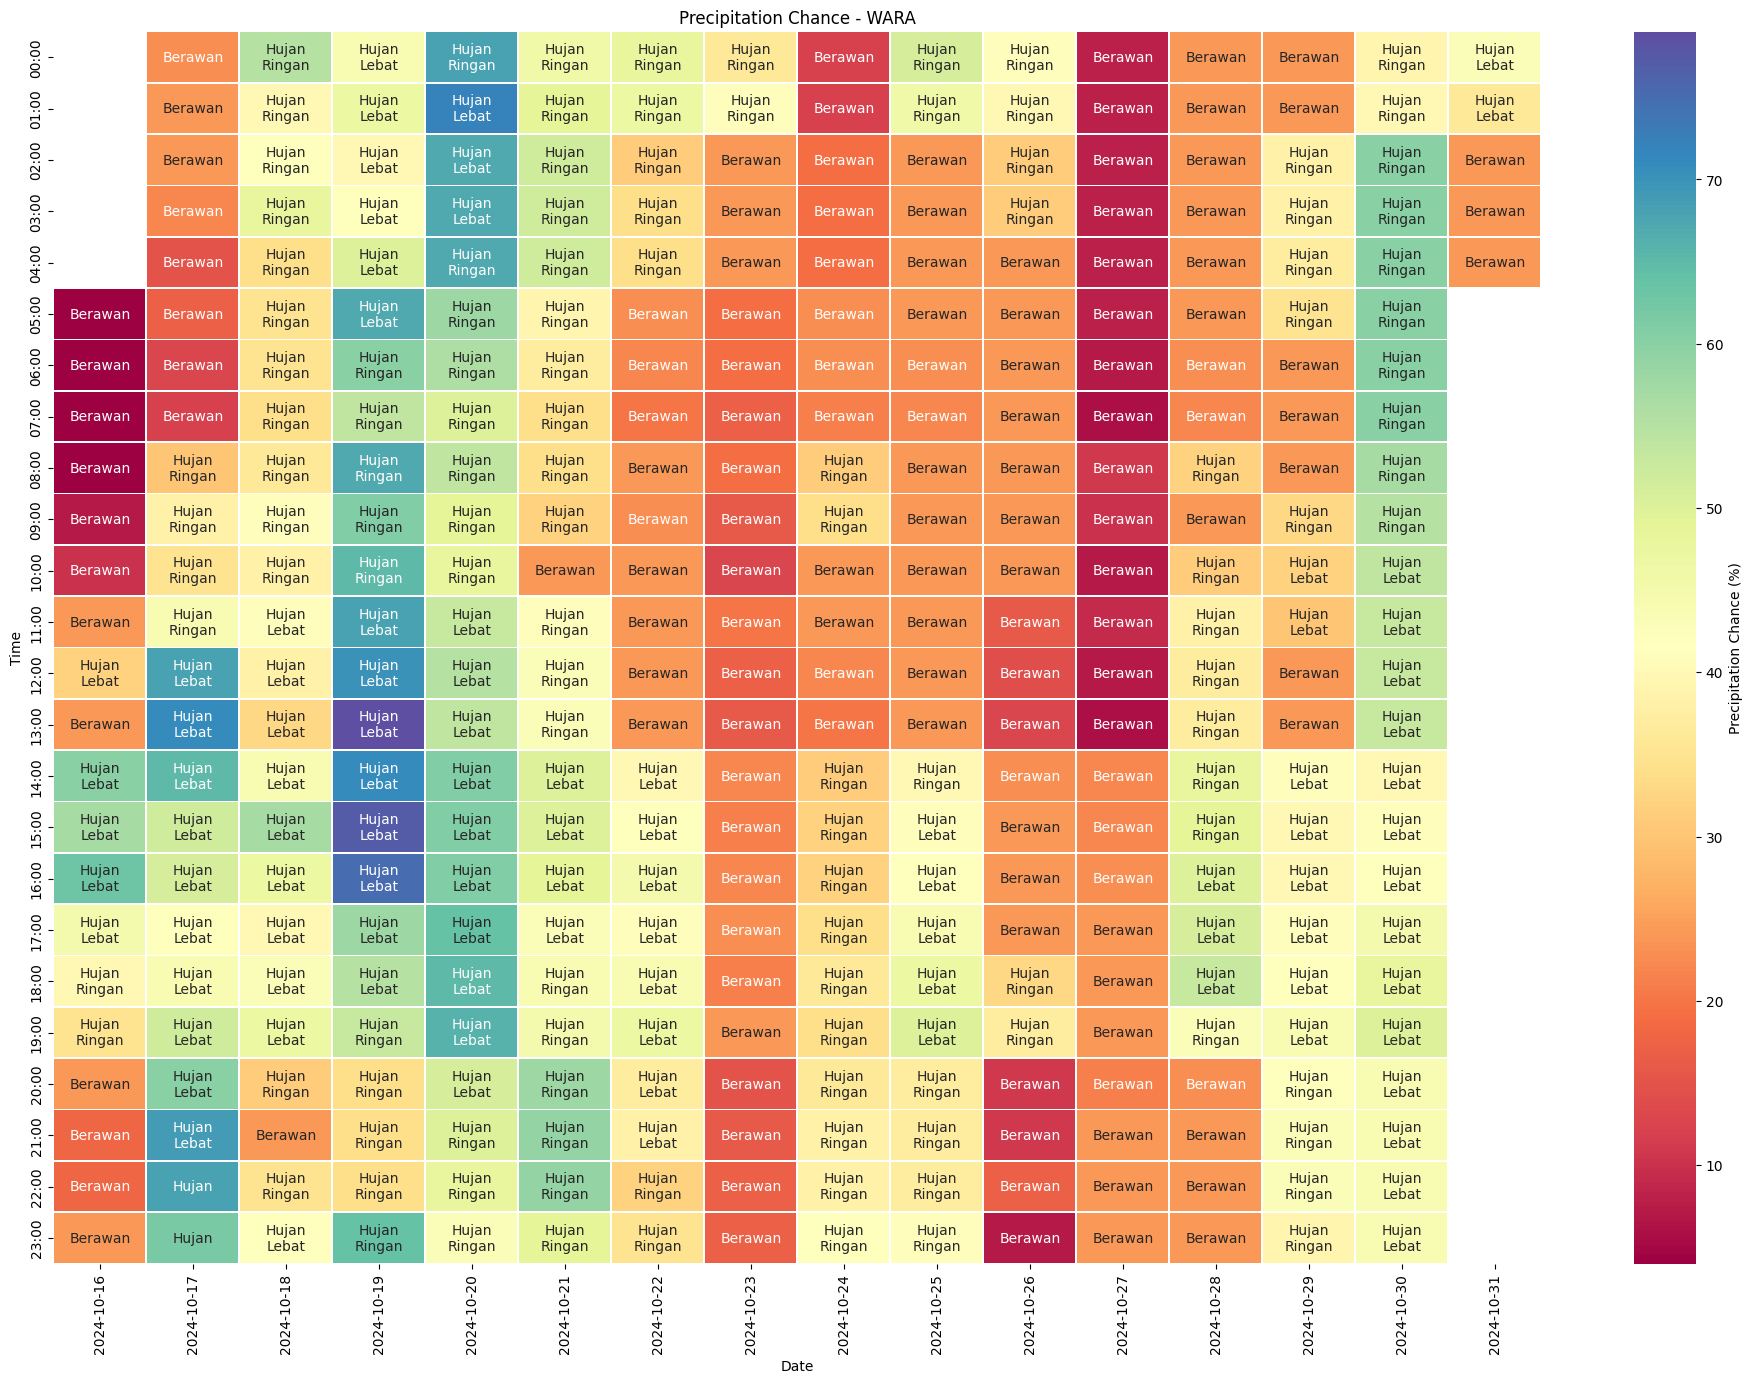 Precipitation Chance - WARA
00:00 Berawan Hujan Ringan Hujan Lebat Hujan Ringan Hujan Ringan Hujan Ringan Hujan Ringan Berawan Hujan Ringan Hujan Ringan Berawan Berawan Berawan Hujan Ringan Hujan Lebat
01:00 Berawan Hujan Ringan Hujan Lebat Hujan Lebat Hujan Ringan Hujan Ringan Hujan Ringan Berawan Hujan Ringan Hujan Ringan Berawan Berawan Berawan Hujan Ringan Hujan Lebat
02:00 Berawan Hujan Ringan Hujan Lebat Hujan Lebat Hujan Ringan Hujan Ringan Berawan Berawan Berawan Hujan Ringan Berawan Berawan Hujan Ringan Hujan Ringan Berawan
03:00 Berawan Hujan Ringan Hujan Lebat Hujan Lebat Hujan Ringan Hujan Ringan Berawan Berawan Berawan Hujan Ringan Berawan Berawan Hujan Ringan Hujan Ringan Berawan
04:00 Berawan Hujan Ringan Hujan Lebat Hujan Ringan Hujan Ringan Hujan Ringan Berawan Berawan Berawan Berawan Berawan Berawan Hujan Ringan Hujan Ringan Berawan
05:00 Berawan Berawan Hujan Ringan Hujan Lebat Hujan Ringan Hujan Ringan Berawan Berawan Berawan Berawan Berawan Berawan Berawan Hujan Ringan Hujan Ringan
06:00 Berawan Berawan Hujan Ringan Hujan Ringan Hujan Ringan Hujan Ringan Berawan Berawan Berawan Berawan Berawan Berawan Berawan Berawan Hujan Ringan
07:00 Berawan Berawan Hujan Ringan Hujan Ringan Hujan Ringan Hujan Ringan Berawan Berawan Berawan Berawan Berawan Berawan Berawan Berawan Hujan Ringan
08:00 Berawan Hujan Ringan Hujan Ringan Hujan Ringan Hujan Ringan Hujan Ringan Berawan Berawan Hujan Ringan Berawan Berawan Berawan Hujan Ringan Berawan Hujan Ringan
09:00 Berawan Hujan Ringan Hujan Ringan Hujan Ringan Hujan Ringan Hujan Ringan Berawan Berawan Hujan Ringan Berawan Berawan Berawan Berawan Hujan Ringan Hujan Ringan
10:00 Berawan Hujan Ringan Hujan Ringan Hujan Ringan Hujan Ringan Berawan Berawan Berawan Berawan Berawan Berawan Berawan Hujan Ringan Hujan Lebat Hujan Lebat
11:00 Berawan Hujan Ringan Hujan Lebat Hujan Lebat Hujan Lebat Hujan Ringan Berawan Berawan Berawan Berawan Berawan Berawan Hujan Ringan Hujan Lebat Hujan Lebat
12:00 Hujan Lebat Hujan Lebat Hujan Lebat Hujan Lebat Hujan Lebat Hujan Ringan Berawan Berawan Berawan Berawan Berawan Berawan Hujan Ringan Berawan Hujan Lebat
13:00 Berawan Hujan Lebat Hujan Lebat Hujan Lebat Hujan Lebat Hujan Ringan Berawan Berawan Berawan Berawan Berawan Berawan Hujan Ringan Berawan Hujan Lebat
14:00 Hujan Lebat Hujan Lebat Hujan Lebat Hujan Lebat Hujan Lebat Hujan Lebat Hujan Lebat Berawan Hujan Ringan Hujan Ringan Berawan Berawan Hujan Ringan Hujan Lebat Hujan Lebat
15:00 Hujan Lebat Hujan Lebat Hujan Lebat Hujan Lebat Hujan Lebat Hujan Lebat Hujan Lebat Berawan Hujan Ringan Hujan Lebat Berawan Berawan Hujan Ringan Hujan Lebat Hujan Lebat
16:00 Hujan Lebat Hujan Lebat Hujan Lebat Hujan Lebat Hujan Lebat Hujan Lebat Hujan Lebat Berawan Hujan Ringan Hujan Lebat Berawan Berawan Hujan Lebat Hujan Lebat Hujan Lebat
17:00 Hujan Lebat Hujan Lebat Hujan Lebat Hujan Lebat Hujan Lebat Hujan Lebat Hujan Lebat Berawan Hujan Ringan Hujan Lebat Berawan Berawan Hujan Lebat Hujan Lebat Hujan Lebat
18:00 Hujan Ringan Hujan Lebat Hujan Lebat Hujan Lebat Hujan Lebat Hujan Ringan Hujan Lebat Berawan Hujan Ringan Hujan Lebat Hujan Ringan Berawan Hujan Lebat Hujan Lebat Hujan Lebat
19:00 Hujan Ringan Hujan Lebat Hujan Lebat Hujan Ringan Hujan Lebat Hujan Ringan Hujan Lebat Berawan Hujan Ringan Hujan Lebat Hujan Ringan Berawan Hujan Ringan Hujan Lebat Hujan Lebat
20:00 Berawan Hujan Lebat Hujan Ringan Hujan Ringan Hujan Lebat Hujan Ringan Hujan Lebat Berawan Hujan Ringan Hujan Ringan Berawan Berawan Berawan Hujan Ringan Hujan Lebat
21:00 Berawan Hujan Lebat Berawan Hujan Ringan Hujan Ringan Hujan Ringan Hujan Lebat Berawan Hujan Ringan Hujan Ringan Berawan Berawan Berawan Hujan Ringan Hujan Lebat
22:00 Berawan Hujan Hujan Ringan Hujan Ringan Hujan Ringan Hujan Ringan Hujan Ringan Berawan Hujan Ringan Hujan Ringan Berawan Berawan Berawan Hujan Ringan Hujan Lebat
23:00 Berawan Hujan Hujan Lebat Hujan Ringan Hujan Ringan Hujan Ringan Hujan Ringan Berawan Hujan Ringan Hujan Ringan Berawan Berawan Berawan Hujan Ringan Hujan Lebat
Time
2024-10-16
2024-10-17
2024-10-18
2024-10-19
2024-10-20
2024-10-21
2024-10-22
2024-10-23
2024-10-24
2024-10-25
2024-10-26
2024-10-27
2024-10-28
2024-10-29
2024-10-30
2024-10-31
Date
70
60
50
40
30
20
10
Precipitation Chance (%)